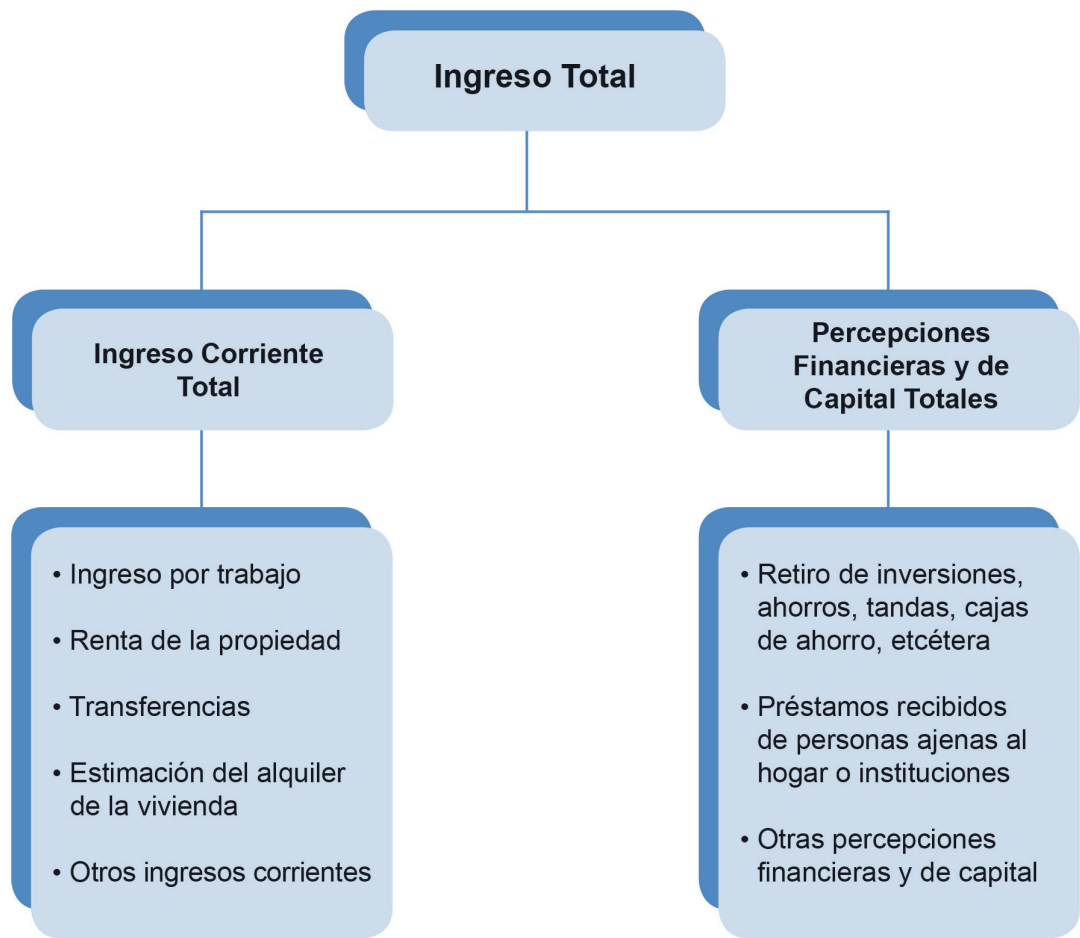 Ingreso Total
Ingreso Corriente
Total
• Ingreso por trabajo
• Renta de la propiedad
• Transferencias
• Estimación del alquiler
de la vivienda
• Otros ingresos corrientes
Percepciones
Financieras y de
Capital Totales
• Retiro de inversiones,
ahorros, tandas, cajas
de ahorro, etcétera
• Préstamos recibidos
de personas ajenas al
hogar o instituciones
• Otras percepciones
financieras y de capital